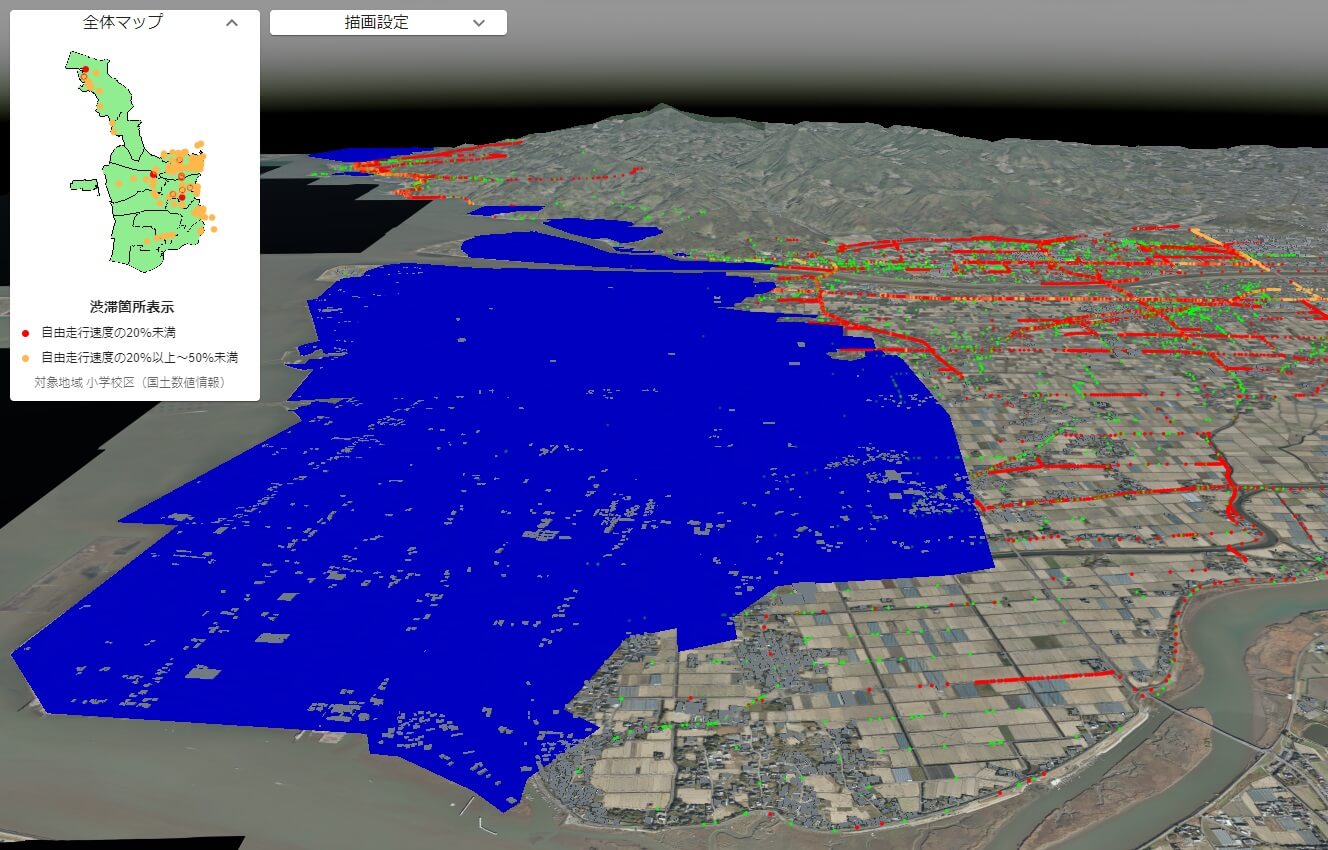 全体マップ
描画設定
渋滞箇所表示
自由走行速度の20%未満
自由走行速度の20%以上～50%未満
対象地域 小学校区（国土数値情報）